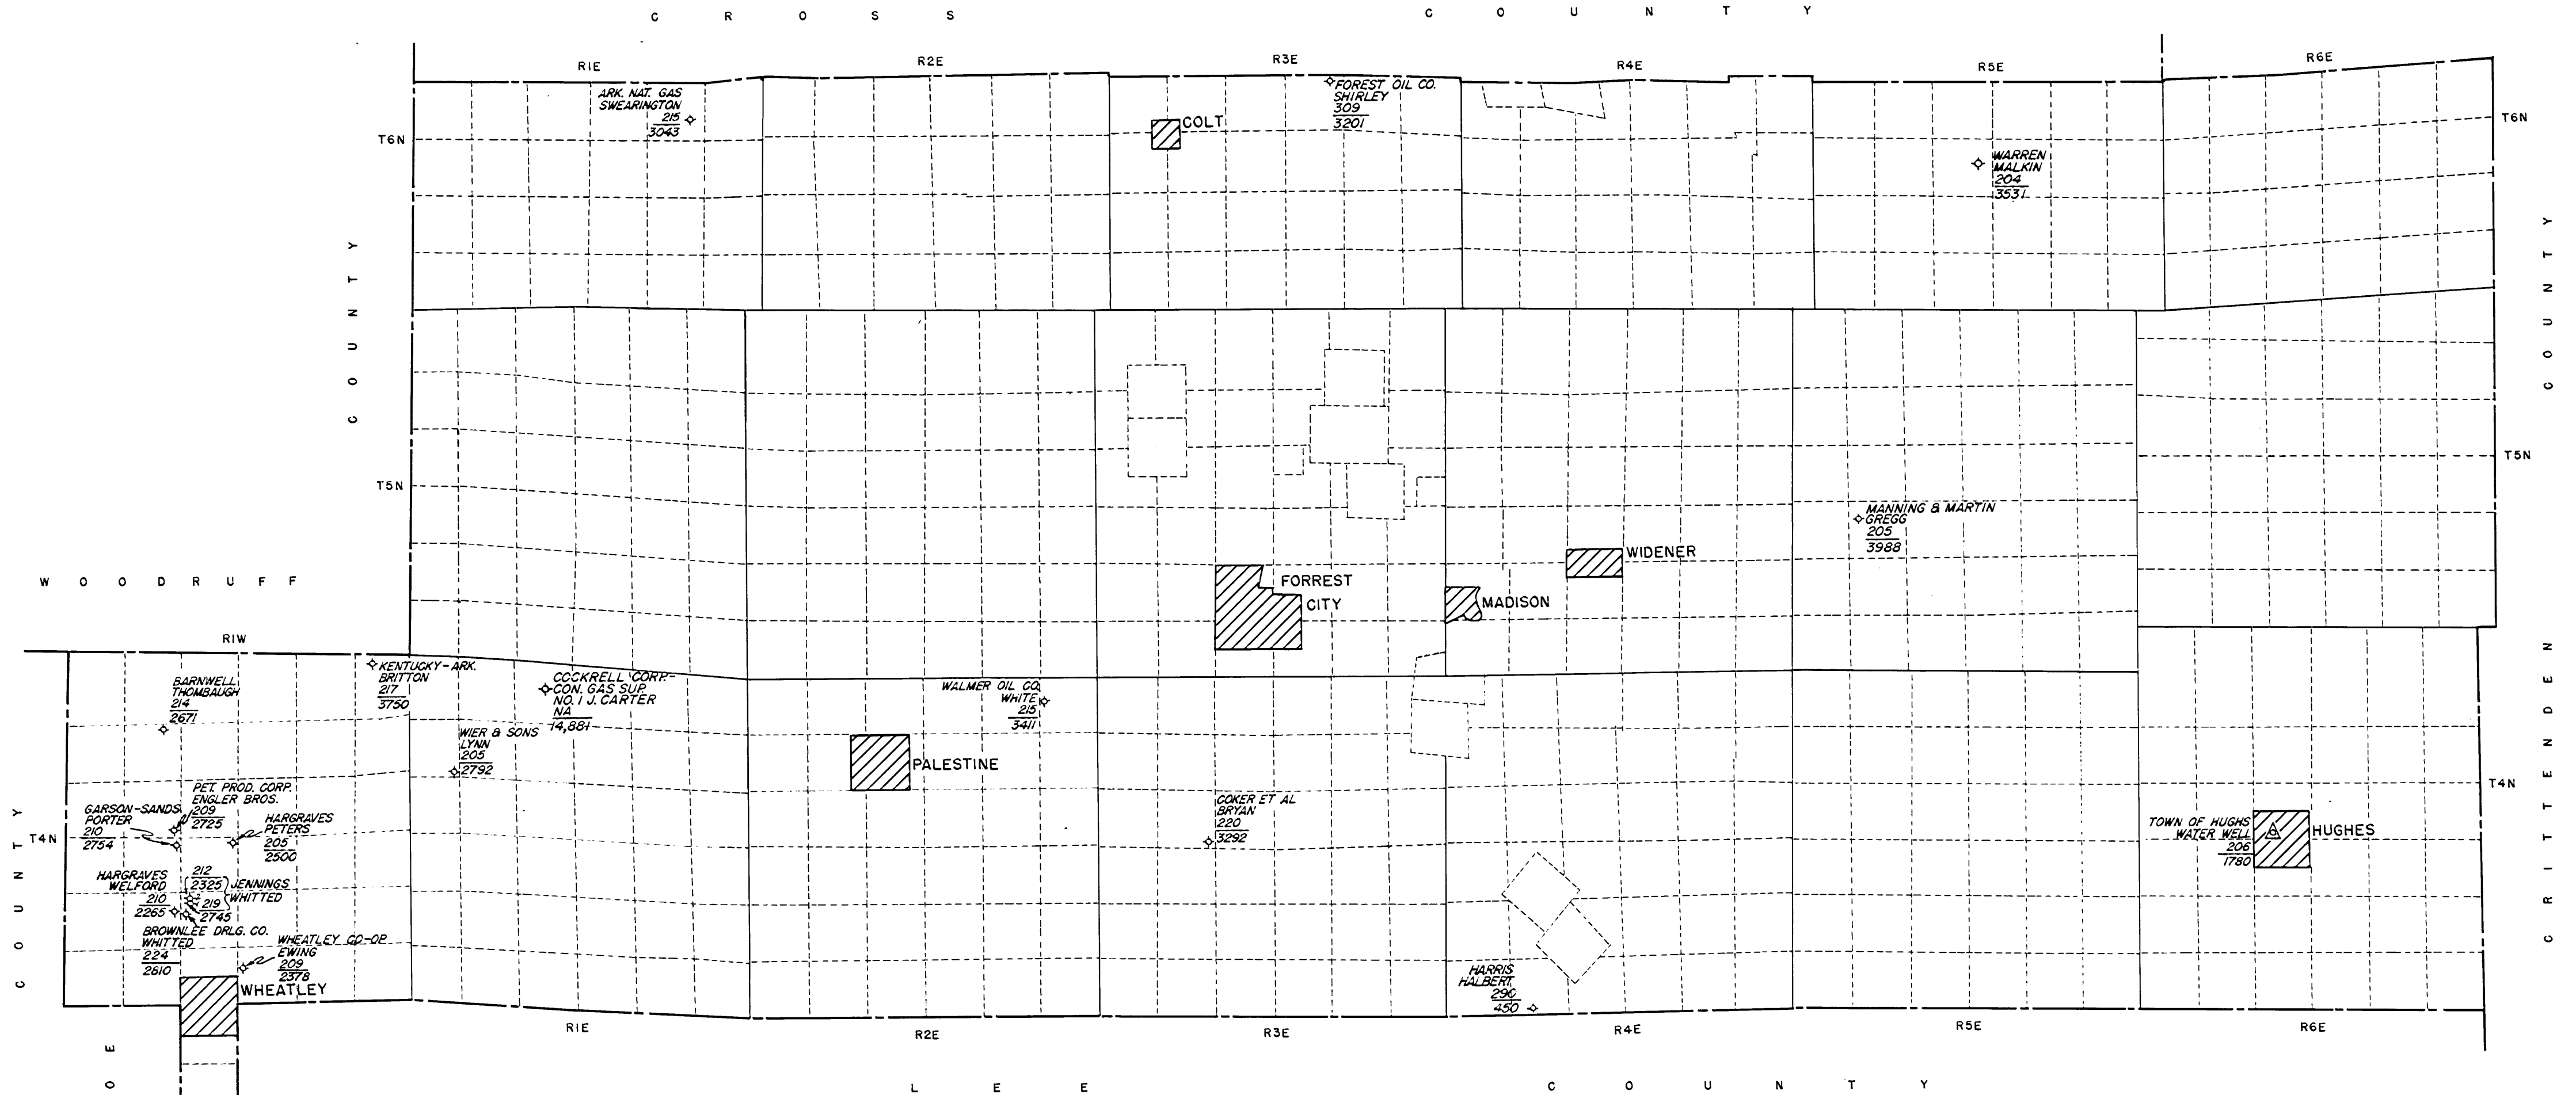 C R O S S C O U N T Y
R1E R2E R3E R4E R5E R6E
ARK. NAT. GAS
SWEARINGTON
215
3043
FOREST OIL CO.
SHIRLEY
309
3201
COLT
T6N
T6N
WARREN
MALKIN
204
3531
C O U N T Y
C O U N T Y
T5N
T5N
MANNING & MARTIN
GREGG
205
3988
WIDENER
FORREST
CITY
MADISON
W O O D R U F F
R1W
KENTUCKY-ARK.
BRITTON
217
3750
BARNWELL
THOMBAUGH
214
2671
COCKRELL CORP.-
CON. GAS SUP.
NO. 1 J. CARTER
NA
14,881
WALMER OIL CO.
WHITE
215
3411
WIER & SONS
LYNN
205
2792
PALESTINE
C R I T T E N D E N
T4N
PET. PROD. CORP.
ENGLER BROS.
209
2725
GARSON-SANDS
PORTER
210
2754
HARGRAVES
PETERS
205
2500
COKER ET AL
BRYAN
220
3292
TOWN OF HUGHS
WATER WELL
206
1780
HUGHES
C O U N T Y
T4N
HARGRAVES
WELFORD
210
2265
212
2325
JENNINGS
WHITTED
219
2745
BROWNLEE DRLG. CO.
WHITTED
224
2610
WHEATLEY CO-OP
EWING
209
2378
WHEATLEY
HARRIS
HALBERT
290
450
R1E R2E R3E R4E R5E R6E
O E
L E E C O U N T Y